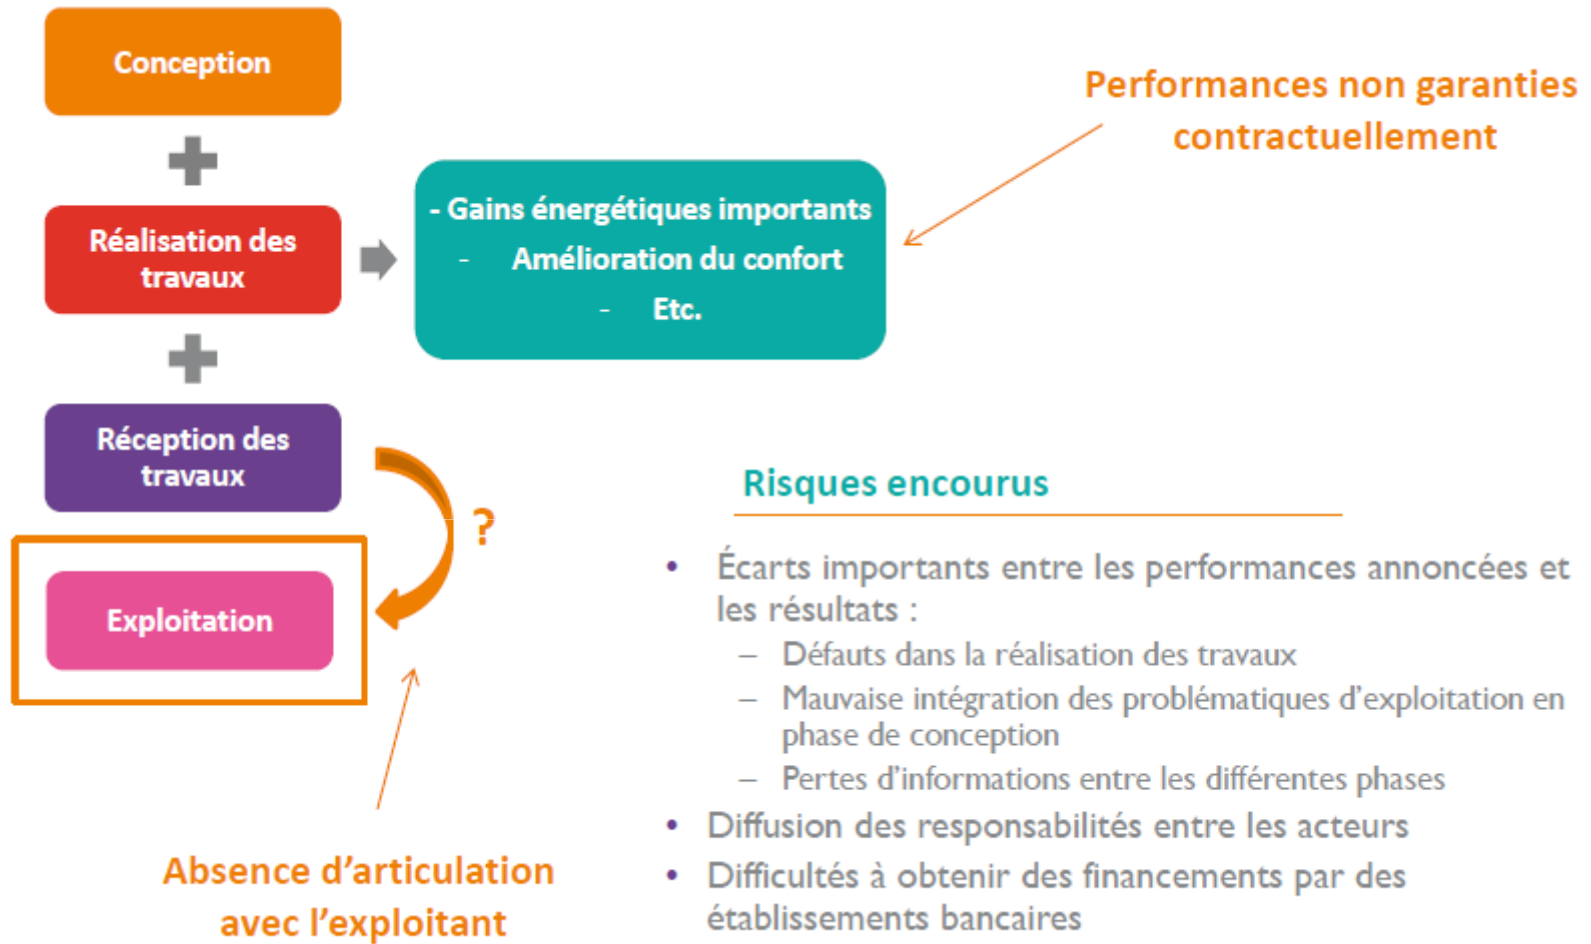 Conception
Réalisation des
travaux
Réception des
travaux
Exploitation
- Gains énergétiques importants
- Amélioration du confort
- Etc.
Performances non garanties
contractuellement
?
Absence d'articulation
avec l'exploitant
Risques encourus
• Écarts importants entre les performances annoncées et
les résultats :
– Défauts dans la réalisation des travaux
– Mauvaise intégration des problématiques d'exploitation en
phase de conception
– Pertes d'informations entre les différentes phases
• Diffusion des responsabilités entre les acteurs
• Difficultés à obtenir des financements par des
établissements bancaires